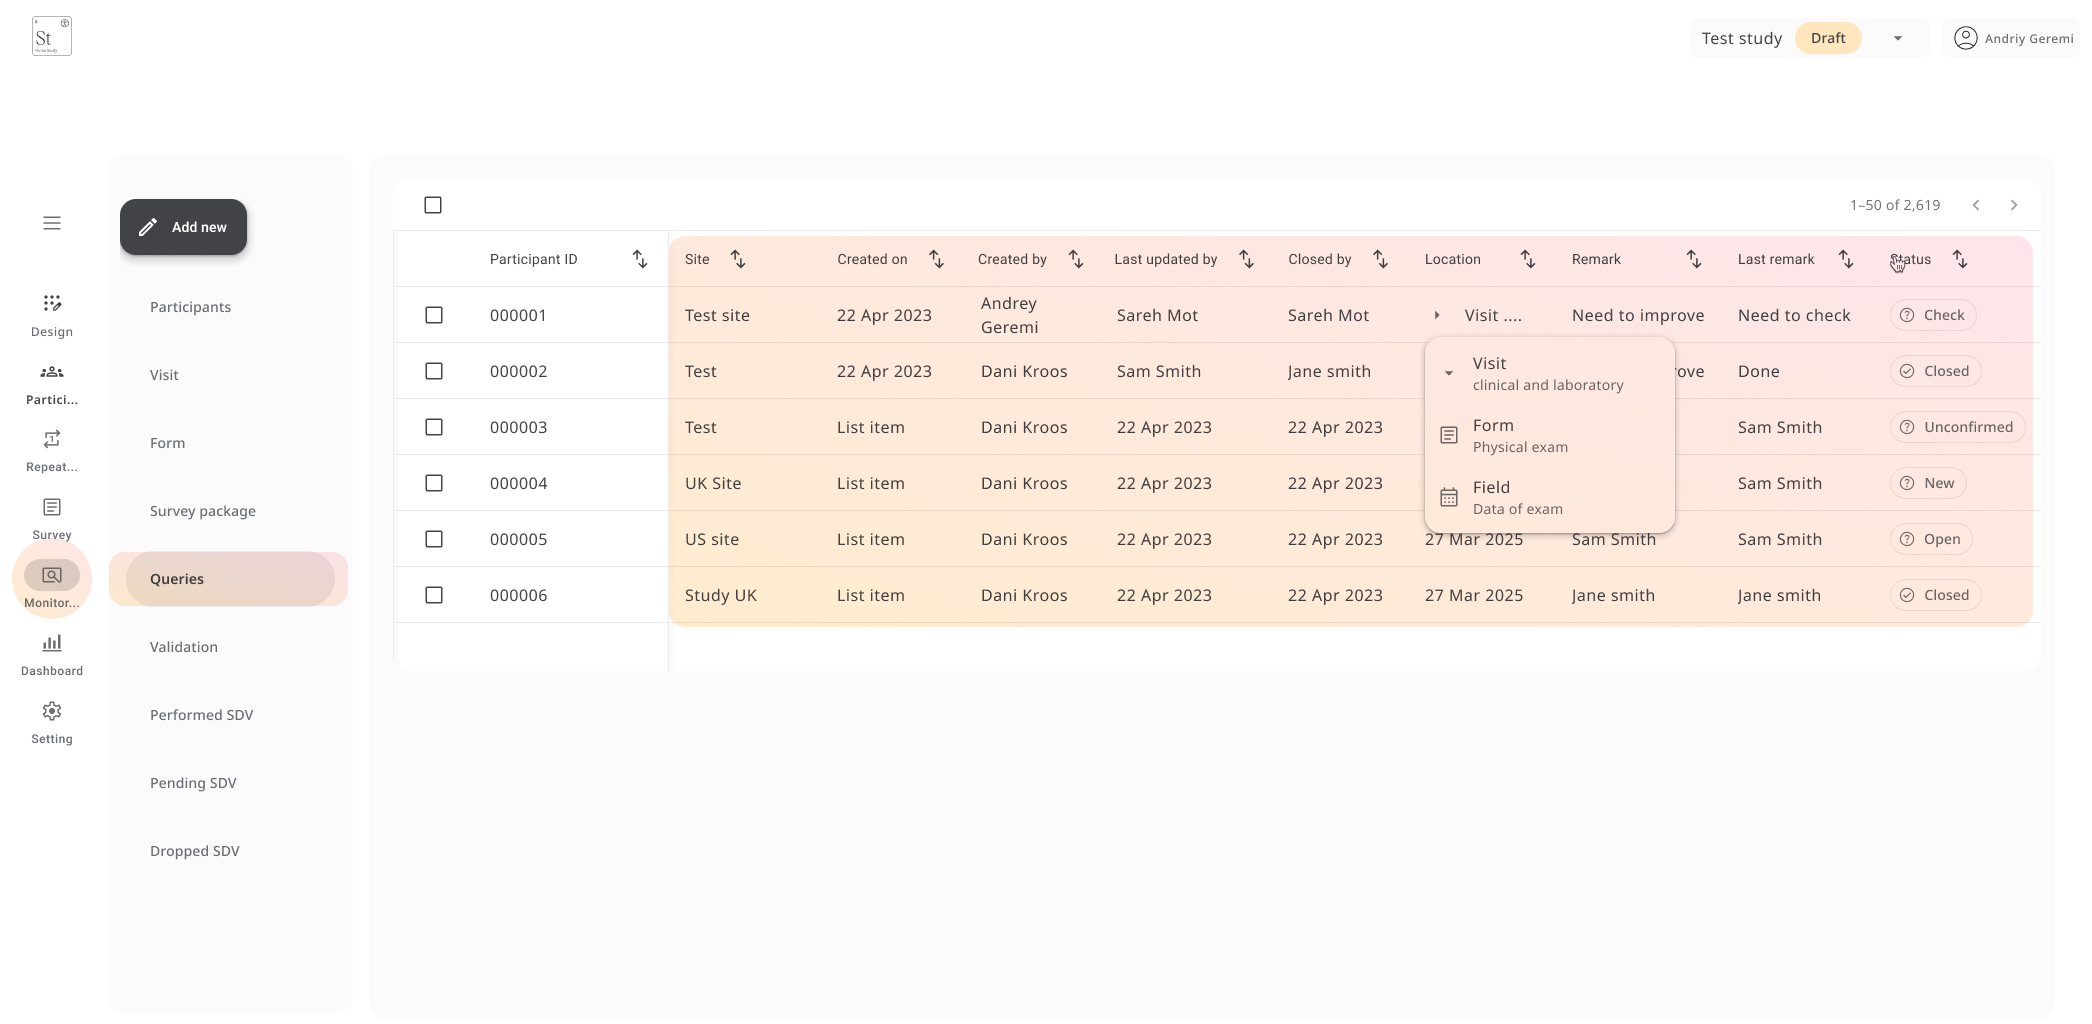 St
Test study Draft
Andriy Geremi
Add new
1–50 of 2,619
Participant ID Site Created on Created by Last updated by Closed by Location Remark Last remark Status
000001 Test site 22 Apr 2023 Andrey Geremi Sareh Mot Sareh Mot Visit .... Need to improve Need to check Check
000002 Test 22 Apr 2023 Dani Kroos Sam Smith Jane smith rove Done Closed
000003 Test List item Dani Kroos 22 Apr 2023 22 Apr 2023 Sam Smith Unconfirmed
000004 UK Site List item Dani Kroos 22 Apr 2023 22 Apr 2023 Sam Smith New
000005 US site List item Dani Kroos 22 Apr 2023 22 Apr 2023 27 Mar 2025 Sam Smith Sam Smith Open
000006 Study UK List item Dani Kroos 22 Apr 2023 22 Apr 2023 27 Mar 2025 Jane smith Jane smith Closed
Visit
clinical and laboratory
Form
Physical exam
Field
Data of exam
Design
Partici...
Repeat...
Survey
Monitor...
Dashboard
Setting
Participants
Visit
Form
Survey package
Queries
Validation
Performed SDV
Pending SDV
Dropped SDV